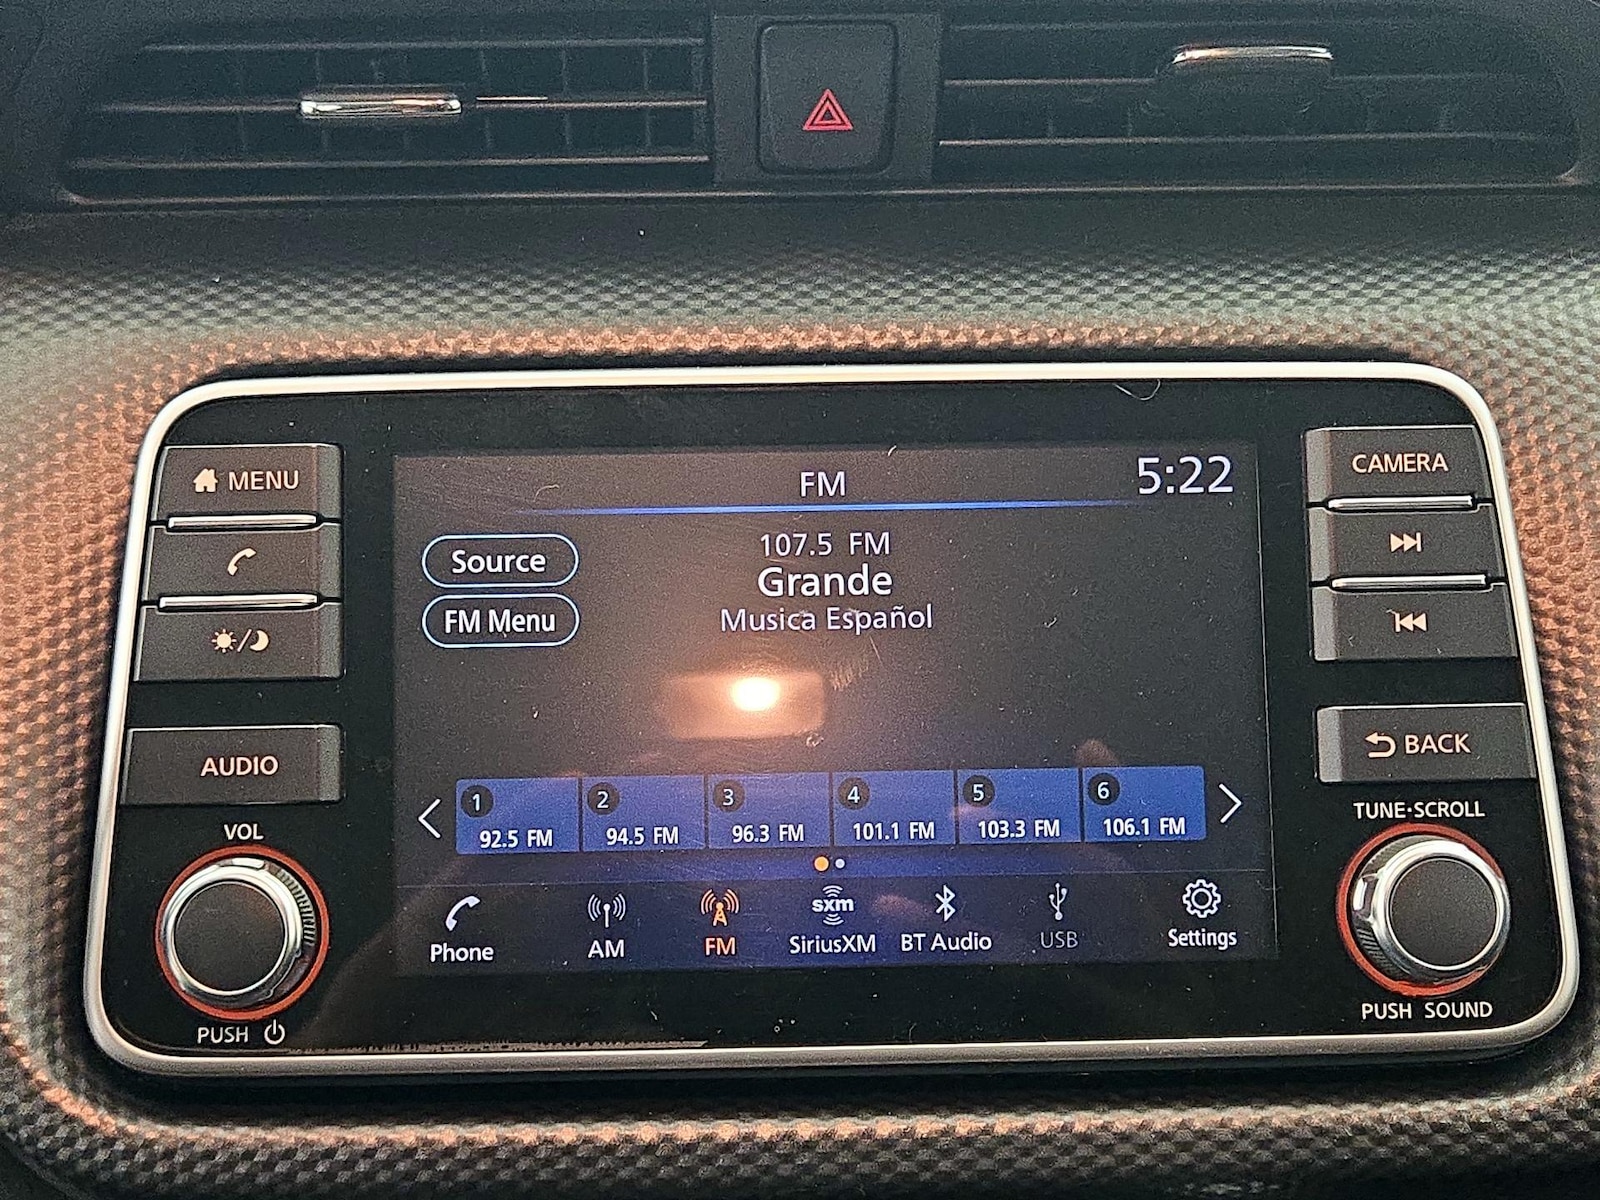 MENU
AUDIO
VOL
PUSH
FM
5:22
Source
FM Menu
107.5 FM
Grande
Musica Español
1 92.5 FM
2 94.5 FM
3 96.3 FM
4 101.1 FM
5 103.3 FM
6 106.1 FM
Phone
AM
FM
sxm
SiriusXM
BT Audio
USB
Settings
CAMERA
BACK
TUNE·SCROLL
PUSH SOUND